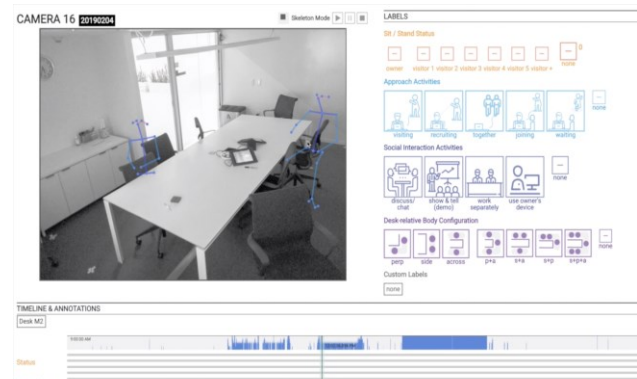 CAMERA 16 20190204
Skeleton Mode
LABELS
Sit / Stand Status
owner visitor 1 visitor 2 visitor 3 visitor 4 visitor 5 visitor + none
0
Approach Activities
visiting recruiting together joining waiting none
Social Interaction Activities
discuss/ chat show & tell (demo) work separately use owner's device none
Desk-relative Body Configuration
perp side across p+a s+a s+p s+p+a none
Custom Labels
none
TIMELINE & ANNOTATIONS
Desk M2
Status